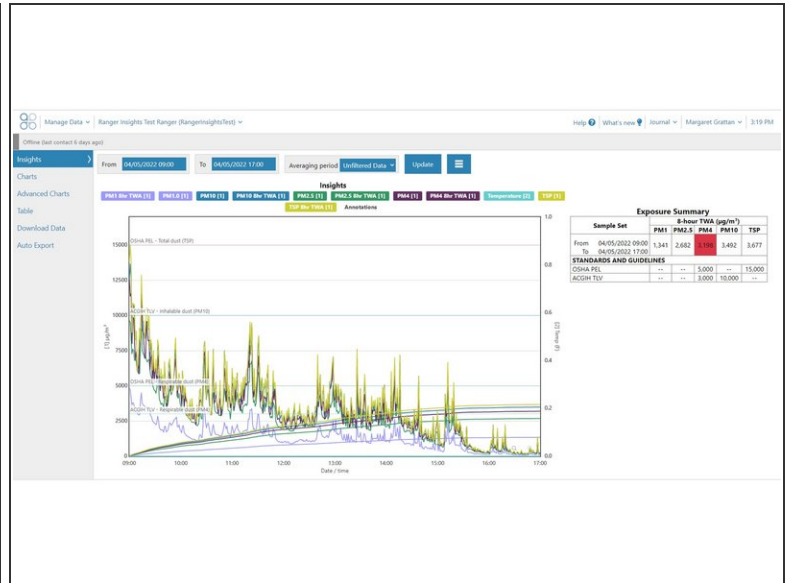 Manage Data Ranger Insights Test Ranger (RangerInsightsTest) Help What's new Journal Margaret Grattan 3:19 PM
Offline (last contact 6 days ago)
Insights
Charts
Advanced Charts
Table
Download Data
Auto Export
From 04/05/2022 09:00 To 04/05/2022 17:00 Averaging period Unfiltered Data Update
Insights
PM1 8hr TWA [1] PM1.0 [1] PM10 [1] PM10 8hr TWA [1] PM2.5 [1] PM2.5 8hr TWA [1] PM4 [1] PM4 8hr TWA [1] Temperature [2] TSP [1]
TSP 8hr TWA [1] Annotations
OSHA PEL - Total dust (TSP)
ACGIH TLV - Inhalable dust (PM10)
OSHA PEL - Respirable dust (PM4)
ACGIH TLV - Respirable dust (PM4)
15000
12500
10000
7500
5000
2500
0
[1] µg/m³
1.0
0.8
0.6
0.4
0.2
0.0
[2] Temp (F)
09:00 10:00 11:00 12:00 13:00 14:00 15:00 16:00 17:00
Date / time
Exposure Summary
Sample Set 8-hour TWA (µg/m³)
PM1 PM2.5 PM4 PM10 TSP
From 04/05/2022 09:00 1,341 2,682 3,198 3,492 3,677
To 04/05/2022 17:00
STANDARDS AND GUIDELINES
OSHA PEL -- -- 5,000 -- 15,000
ACGIH TLV -- -- 3,000 10,000 --